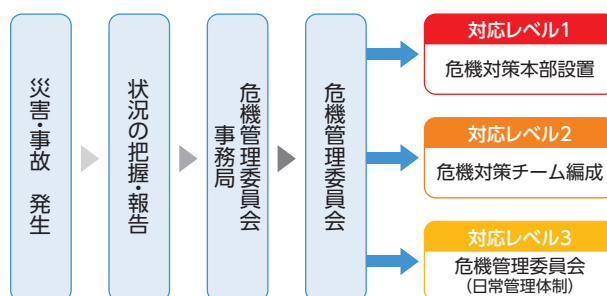 災害・事故 発生
状況の把握・報告
危機管理委員会
事務局
危機管理委員会
対応レベル1
危機対策本部設置
対応レベル2
危機対策チーム編成
対応レベル3
危機管理委員会
(日常管理体制)